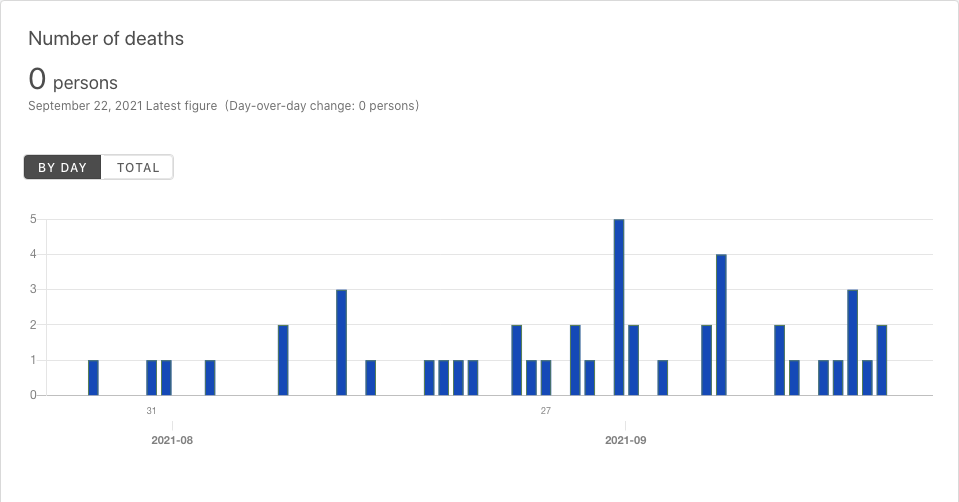 Number of deaths
0 persons
September 22, 2021 Latest figure (Day-over-day change: 0 persons)
BY DAY TOTAL
5
4
3
2
1
0
31 27
2021-08 2021-09